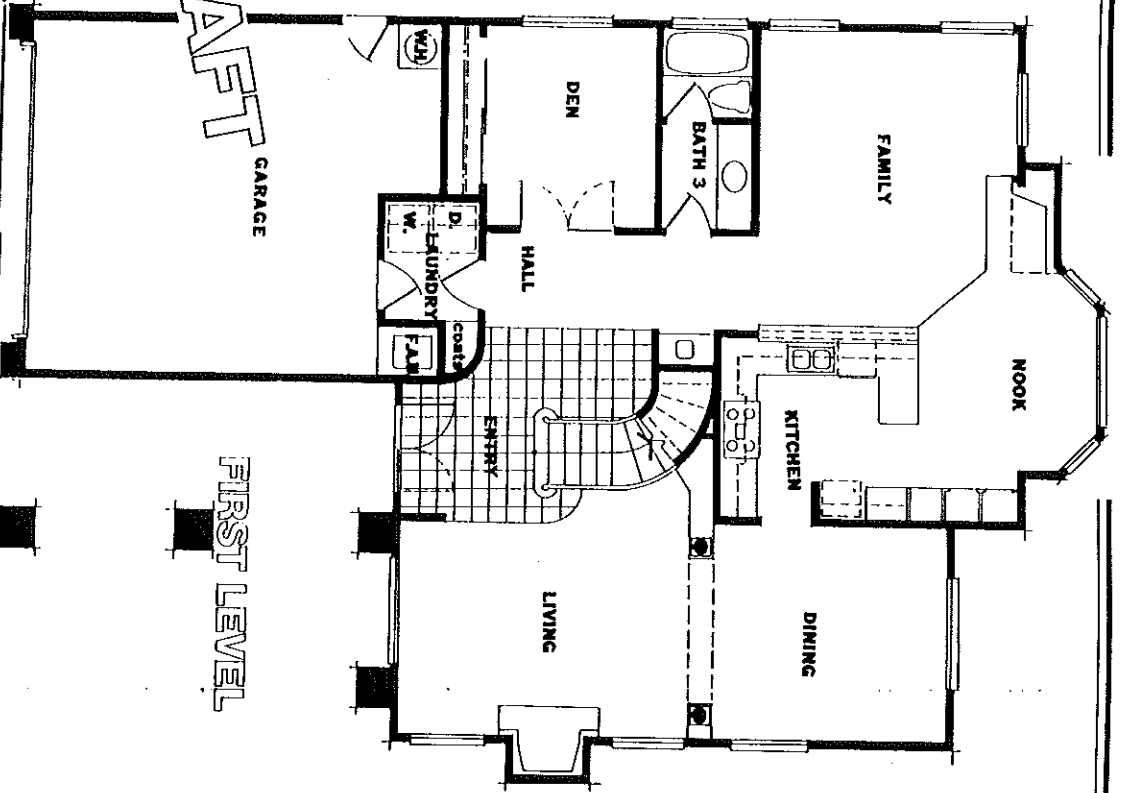 AFT
W.H.
DEN
BATH 3
FAMILY
GARAGE
D.
W.
LAUNDRY
HALL
coats
F.A.U.
ENTRY
KITCHEN
NOOK
FIRST LEVEL
LIVING
DINING